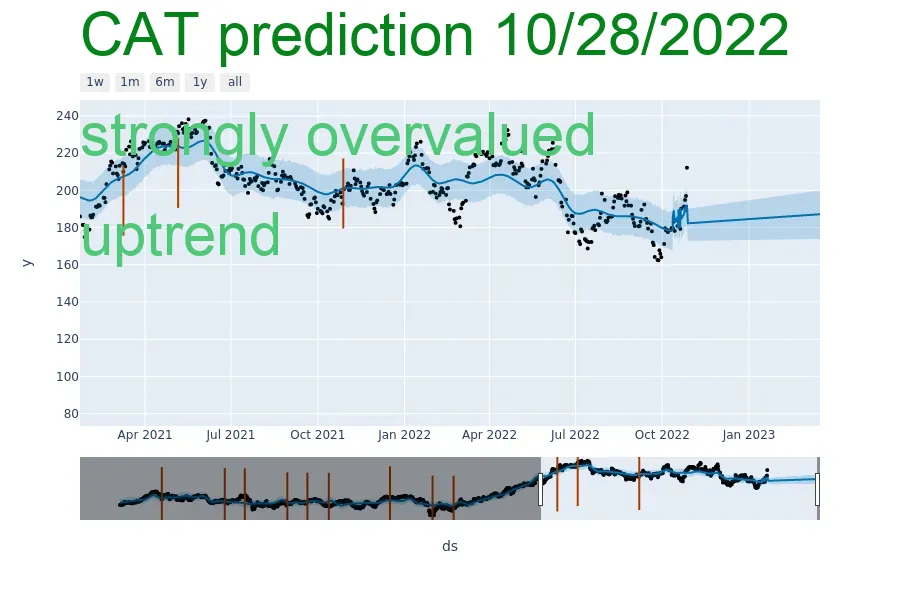 CAT prediction 10/28/2022
1w 1m 6m 1y all
240
strongly overvalued
220
200
180
uptrend
160
y
140
120
100
80
Apr 2021 Jul 2021 Oct 2021 Jan 2022 Apr 2022 Jul 2022 Oct 2022 Jan 2023
ds